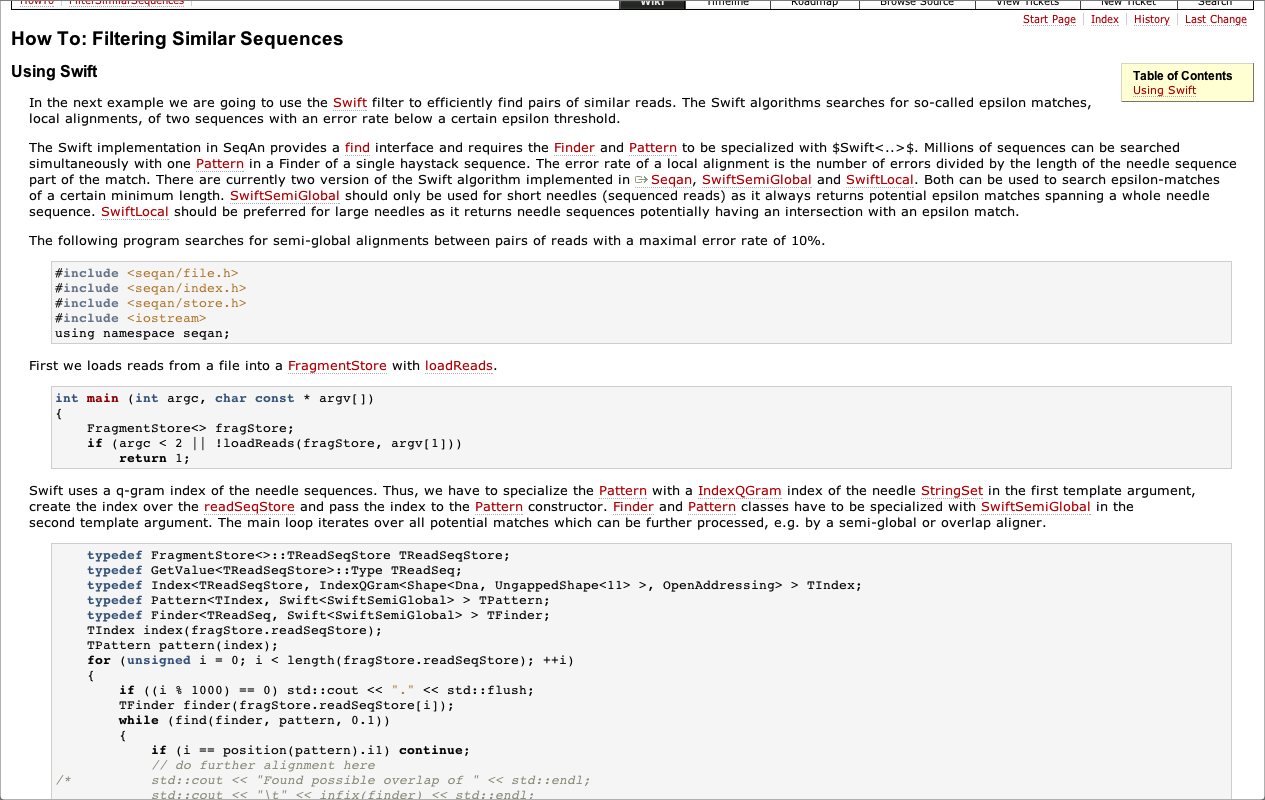 HowTo FilterSimilarSequences
Wiki Timeline Roadmap Browse Source View Tickets New Ticket Search
Start Page Index History Last Change
How To: Filtering Similar Sequences
Using Swift
Table of Contents
Using Swift
In the next example we are going to use the Swift filter to efficiently find pairs of similar reads. The Swift algorithms searches for so-called epsilon matches,
local alignments, of two sequences with an error rate below a certain epsilon threshold.
The Swift implementation in SeqAn provides a find interface and requires the Finder and Pattern to be specialized with $Swift<..>$. Millions of sequences can be searched
simultaneously with one Pattern in a Finder of a single haystack sequence. The error rate of a local alignment is the number of errors divided by the length of the needle sequence
part of the match. There are currently two version of the Swift algorithm implemented in Seqan, SwiftSemiGlobal and SwiftLocal. Both can be used to search epsilon-matches
of a certain minimum length. SwiftSemiGlobal should only be used for short needles (sequenced reads) as it always returns potential epsilon matches spanning a whole needle
sequence. SwiftLocal should be preferred for large needles as it returns needle sequences potentially having an intersection with an epsilon match.
The following program searches for semi-global alignments between pairs of reads with a maximal error rate of 10%.
#include <seqan/file.h>
#include <seqan/index.h>
#include <seqan/store.h>
#include <iostream>
using namespace seqan;
First we loads reads from a file into a FragmentStore with loadReads.
int main (int argc, char const * argv[])
{
FragmentStore<> fragStore;
if (argc < 2 || !loadReads(fragStore, argv[1]))
return 1;
Swift uses a q-gram index of the needle sequences. Thus, we have to specialize the Pattern with a IndexQGram index of the needle StringSet in the first template argument,
create the index over the readSeqStore and pass the index to the Pattern constructor. Finder and Pattern classes have to be specialized with SwiftSemiGlobal in the
second template argument. The main loop iterates over all potential matches which can be further processed, e.g. by a semi-global or overlap aligner.
typedef FragmentStore<>::TReadSeqStore TReadSeqStore;
typedef GetValue<TReadSeqStore>::Type TReadSeq;
typedef Index<TReadSeqStore, IndexQGram<Shape<Dna, UngappedShape<11> >, OpenAddressing> > TIndex;
typedef Pattern<TIndex, Swift<SwiftSemiGlobal> > TPattern;
typedef Finder<TReadSeq, Swift<SwiftSemiGlobal> > TFinder;
TIndex index(fragStore.readSeqStore);
TPattern pattern(index);
for (unsigned i = 0; i < length(fragStore.readSeqStore); ++i)
{
if ((i % 1000) == 0) std::cout << "." << std::flush;
TFinder finder(fragStore.readSeqStore[i]);
while (find(finder, pattern, 0.1))
{
if (i == position(pattern).i1) continue;
// do further alignment here
/* std::cout << "Found possible overlap of " << std::endl;
std::cout << "\t" << infix(finder) << std::endl;